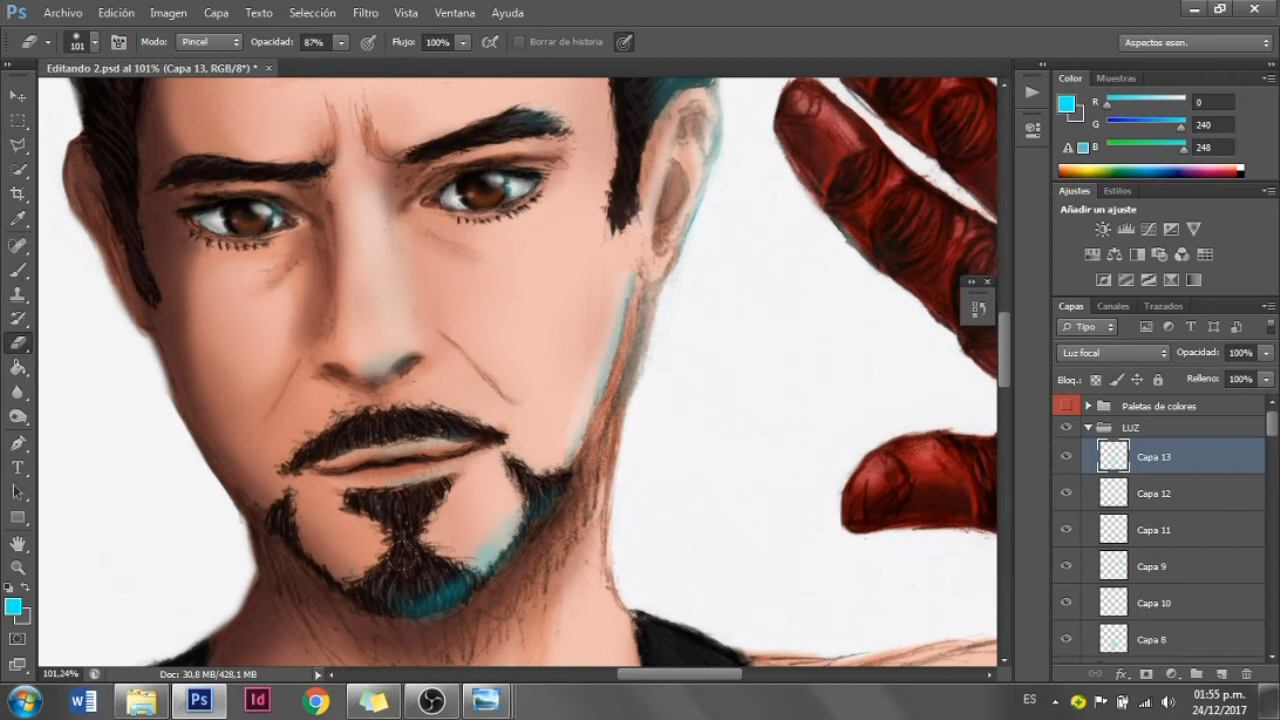 Ps Archivo Edición Imagen Capa Texto Selección Filtro Vista Ventana Ayuda
101 Modo: Pincel Opacidad: 87% Flujo: 100% Borrar de historia Aspectos esen.
Editando 2.psd al 101% (Capa 13, RGB/8*) * ×
Color Muestras
R 0
G 240
B 248
Ajustes Estilos
Añadir un ajuste
Capas Canales Trazados
Tipo
Luz focal Opacidad: 100%
Bloq.: Relleno: 100%
Paletas de colores
LUZ
Capa 13
Capa 12
Capa 11
Capa 9
Capa 10
Capa 8
101,24% Doc: 30,8 MB/428,1 MB
Ps Id ES 01:55 p.m.
24/12/2017